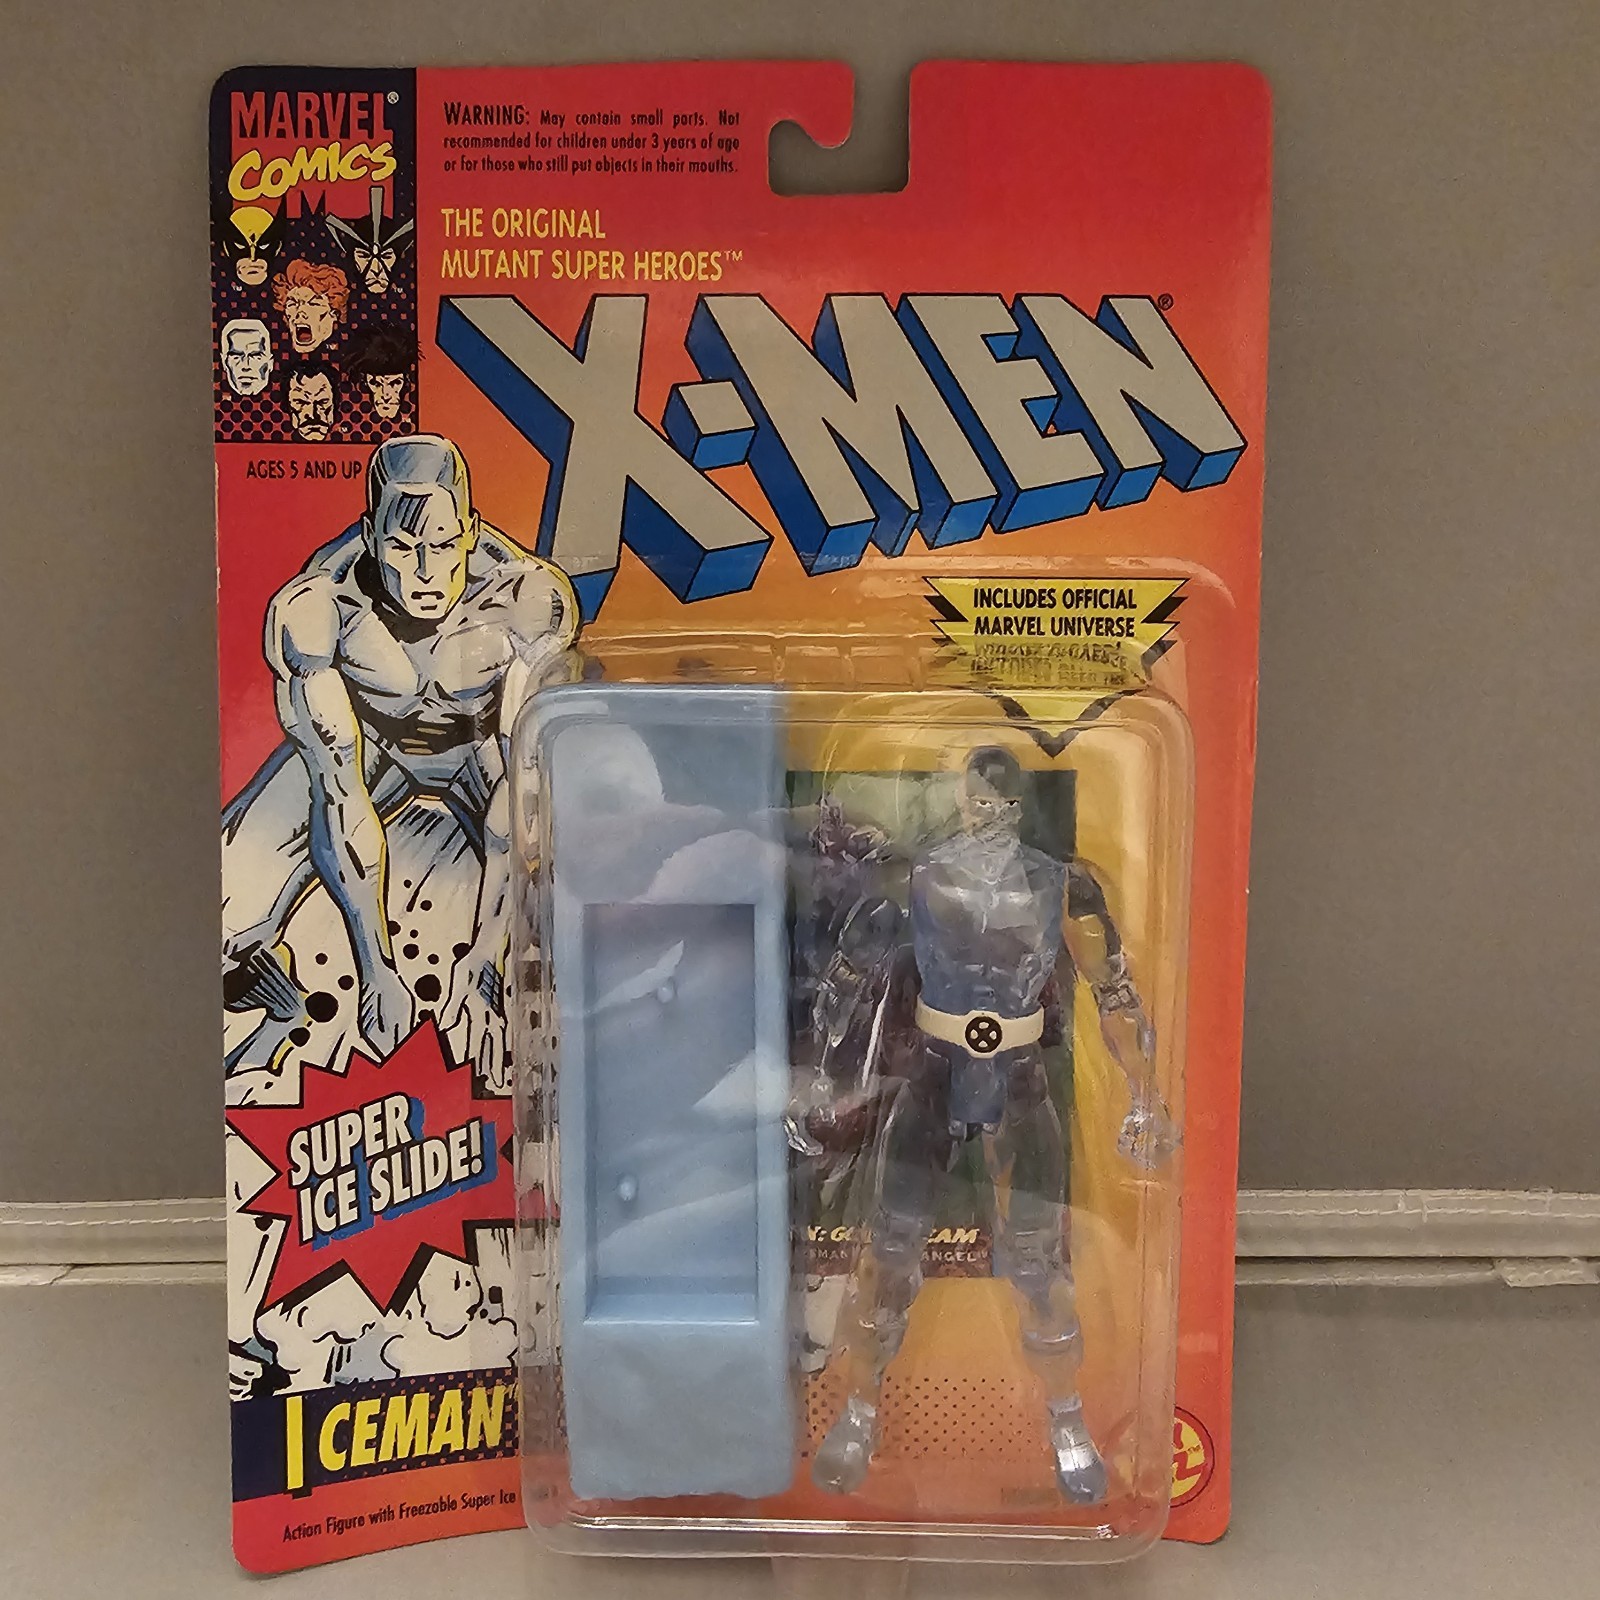 MARVEL®
COMICS
WARNING: May contain small parts. Not
recommended for children under 3 years of age
or for those who still put objects in their mouths.
THE ORIGINAL
MUTANT SUPER HEROES™
X-MEN®
AGES 5 AND UP
INCLUDES OFFICIAL
MARVEL UNIVERSE
SUPER
ICE SLIDE!
ANGEL
ICEMAN
Action Figure with Freezable Super Ice